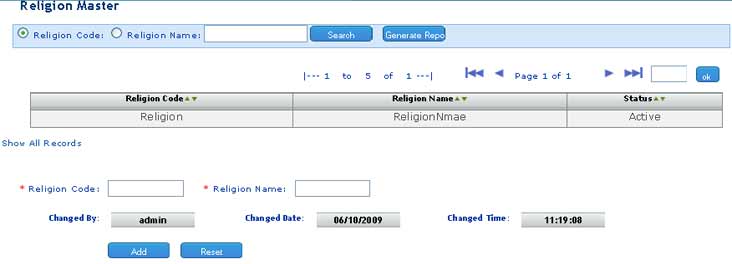 Religion Master
Religion Code: Religion Name: Search Generate Repo
|--- 1 to 5 of 1 ---| Page 1 of 1 ok
Religion Code Religion Name Status
Religion ReligionNmae Active
Show All Records
* Religion Code: * Religion Name:
Changed By: admin Changed Date: 06/10/2009 Changed Time: 11:19:08
Add Reset